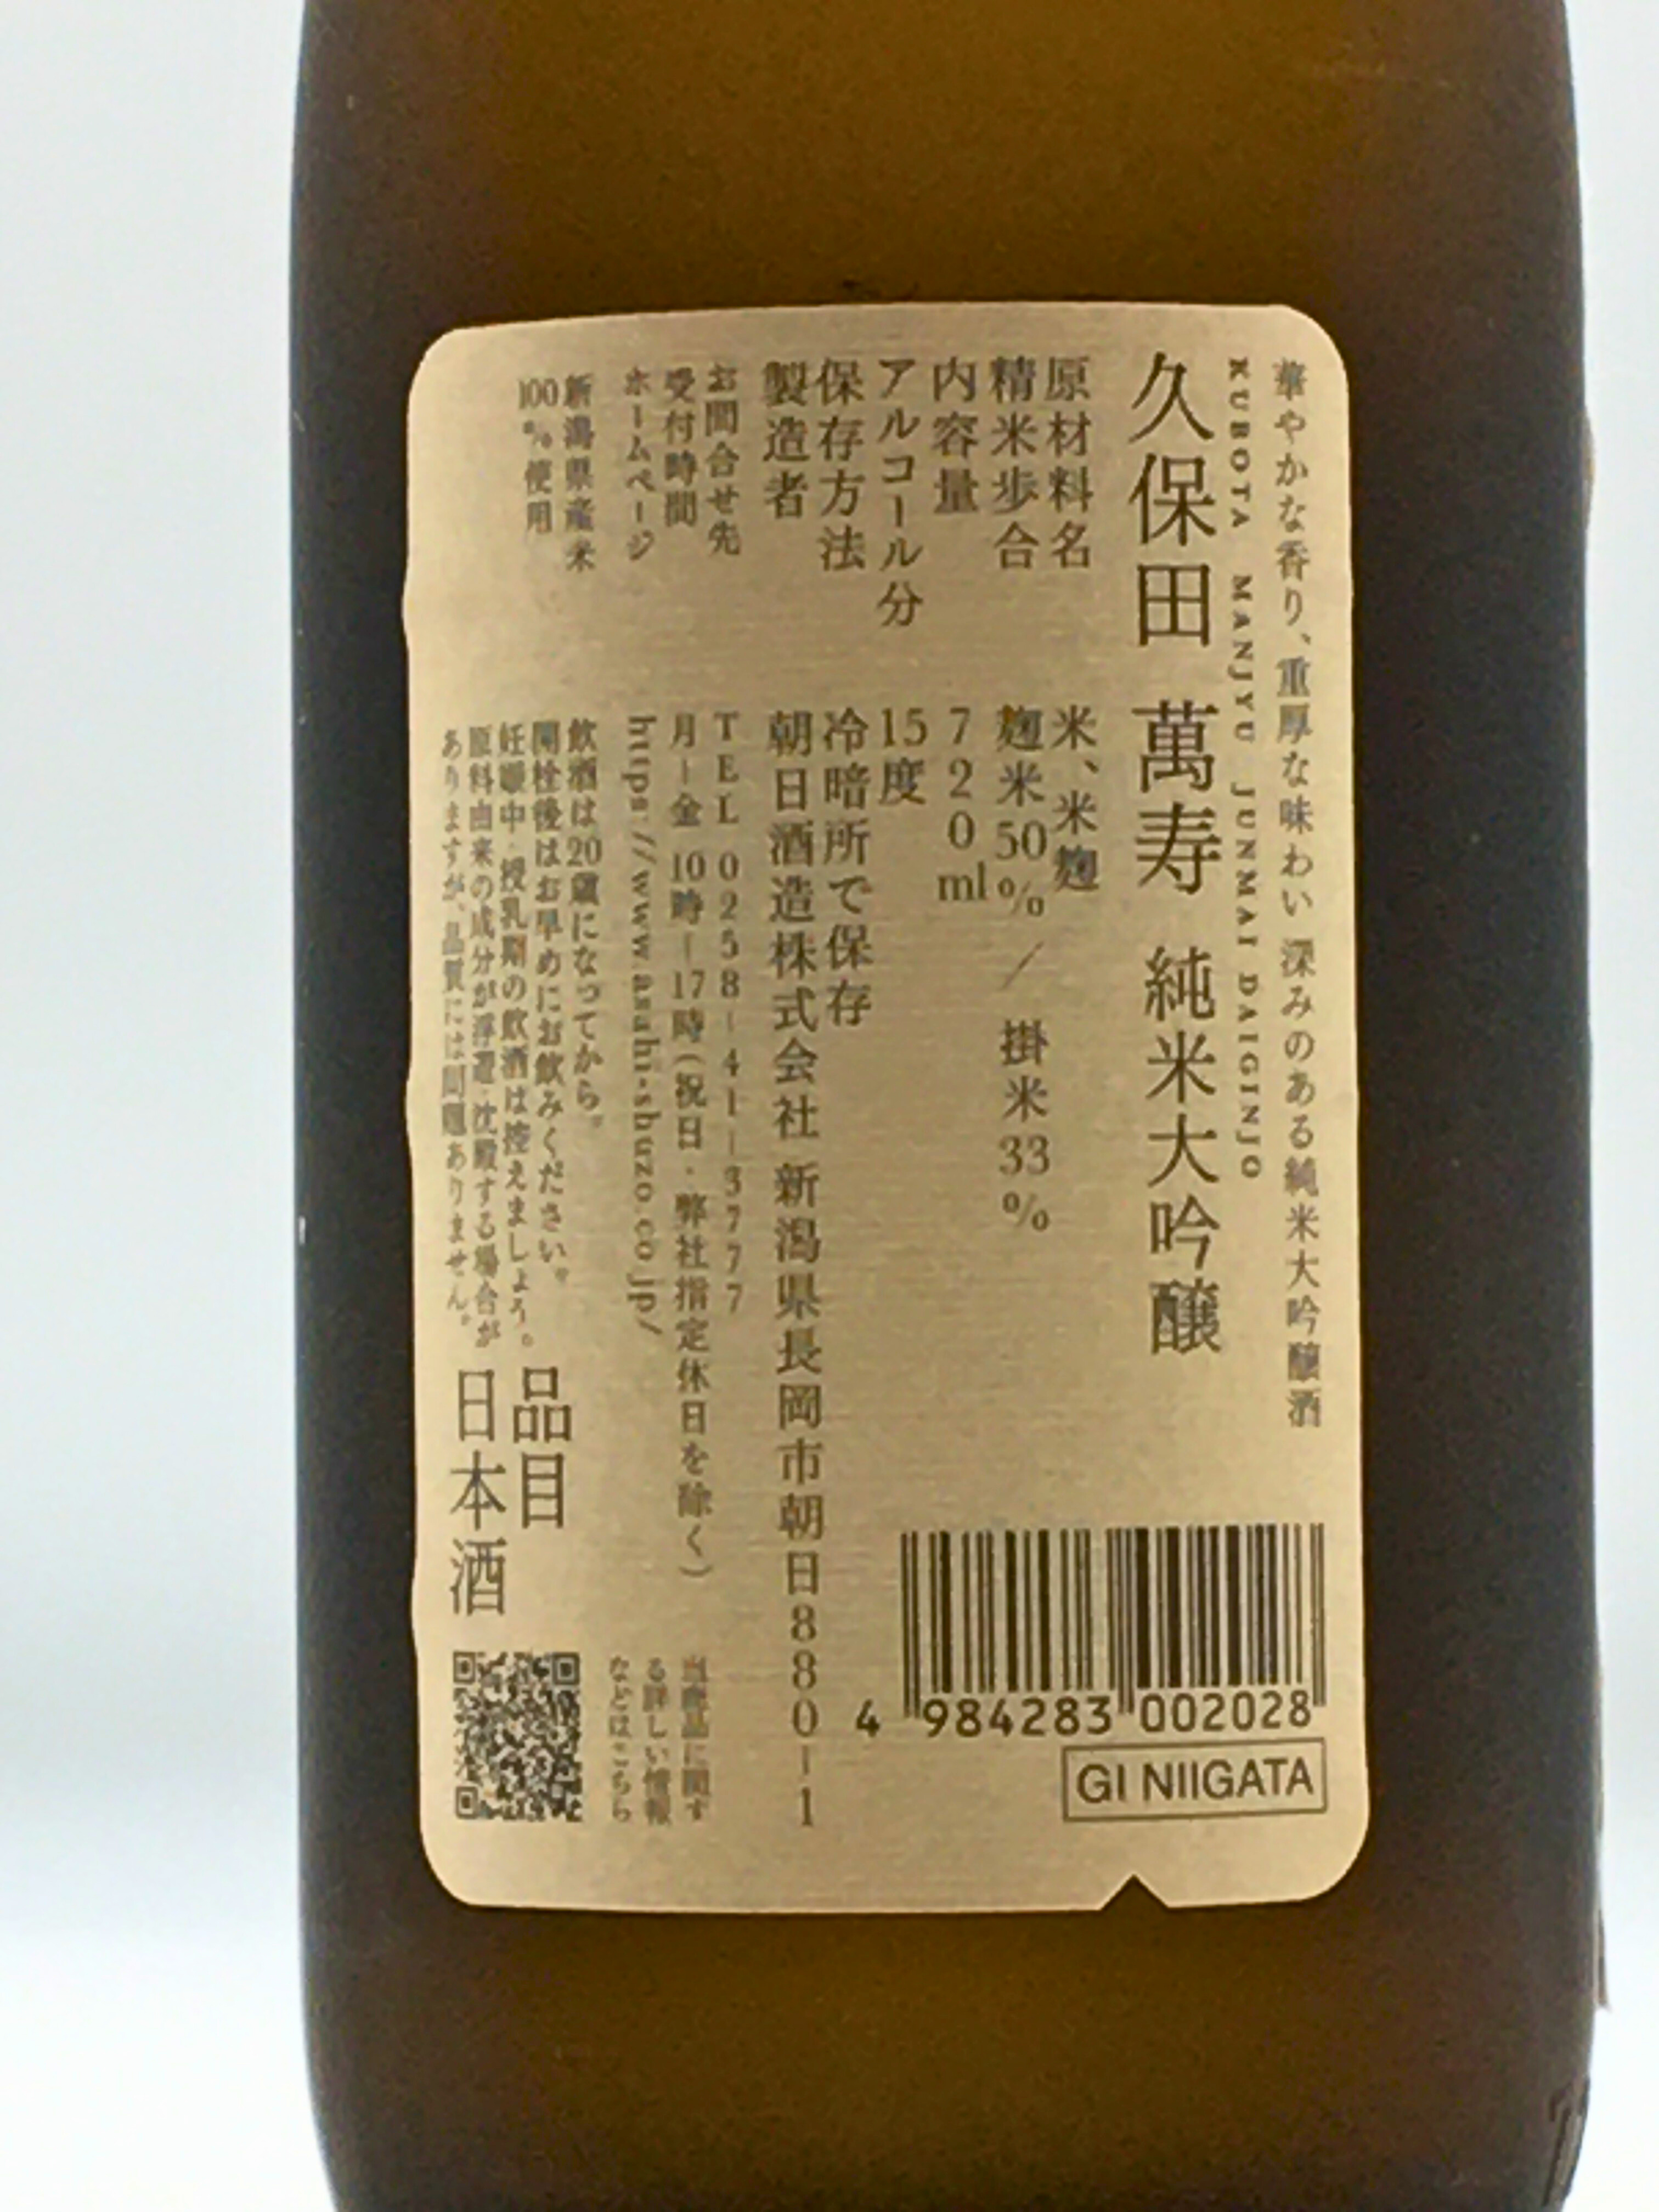 華やかな香り、重厚な味わい 深みのある純米大吟醸酒
KUBOTA MANJYU JUNMAI DAIGINJO
久保田 萬寿 純米大吟醸
原材料名 米、米麹
精米歩合 麹米50%／掛米33%
内容量 720ml
アルコール分 15度
保存方法 冷暗所で保存
製造者 朝日酒造株式会社 新潟県長岡市朝日880-1
お問合せ先 TEL 0258-41-3777
受付時間 月-金 10時-17時(祝日・弊社指定休日を除く)
ホームページ https://www.asahi-shuzo.co.jp/
新潟県産米
100%使用
飲酒は20歳になってから。
開栓後はお早めにお飲みください。
妊娠中・授乳期の飲酒は控えましょう。
原料由来の成分が浮遊・沈殿する場合が
ありますが、品質には問題ありません。
品目
日本酒
当商品に関す
る詳しい情報
などはこちら
4 984283 002028
GI NIIGATA